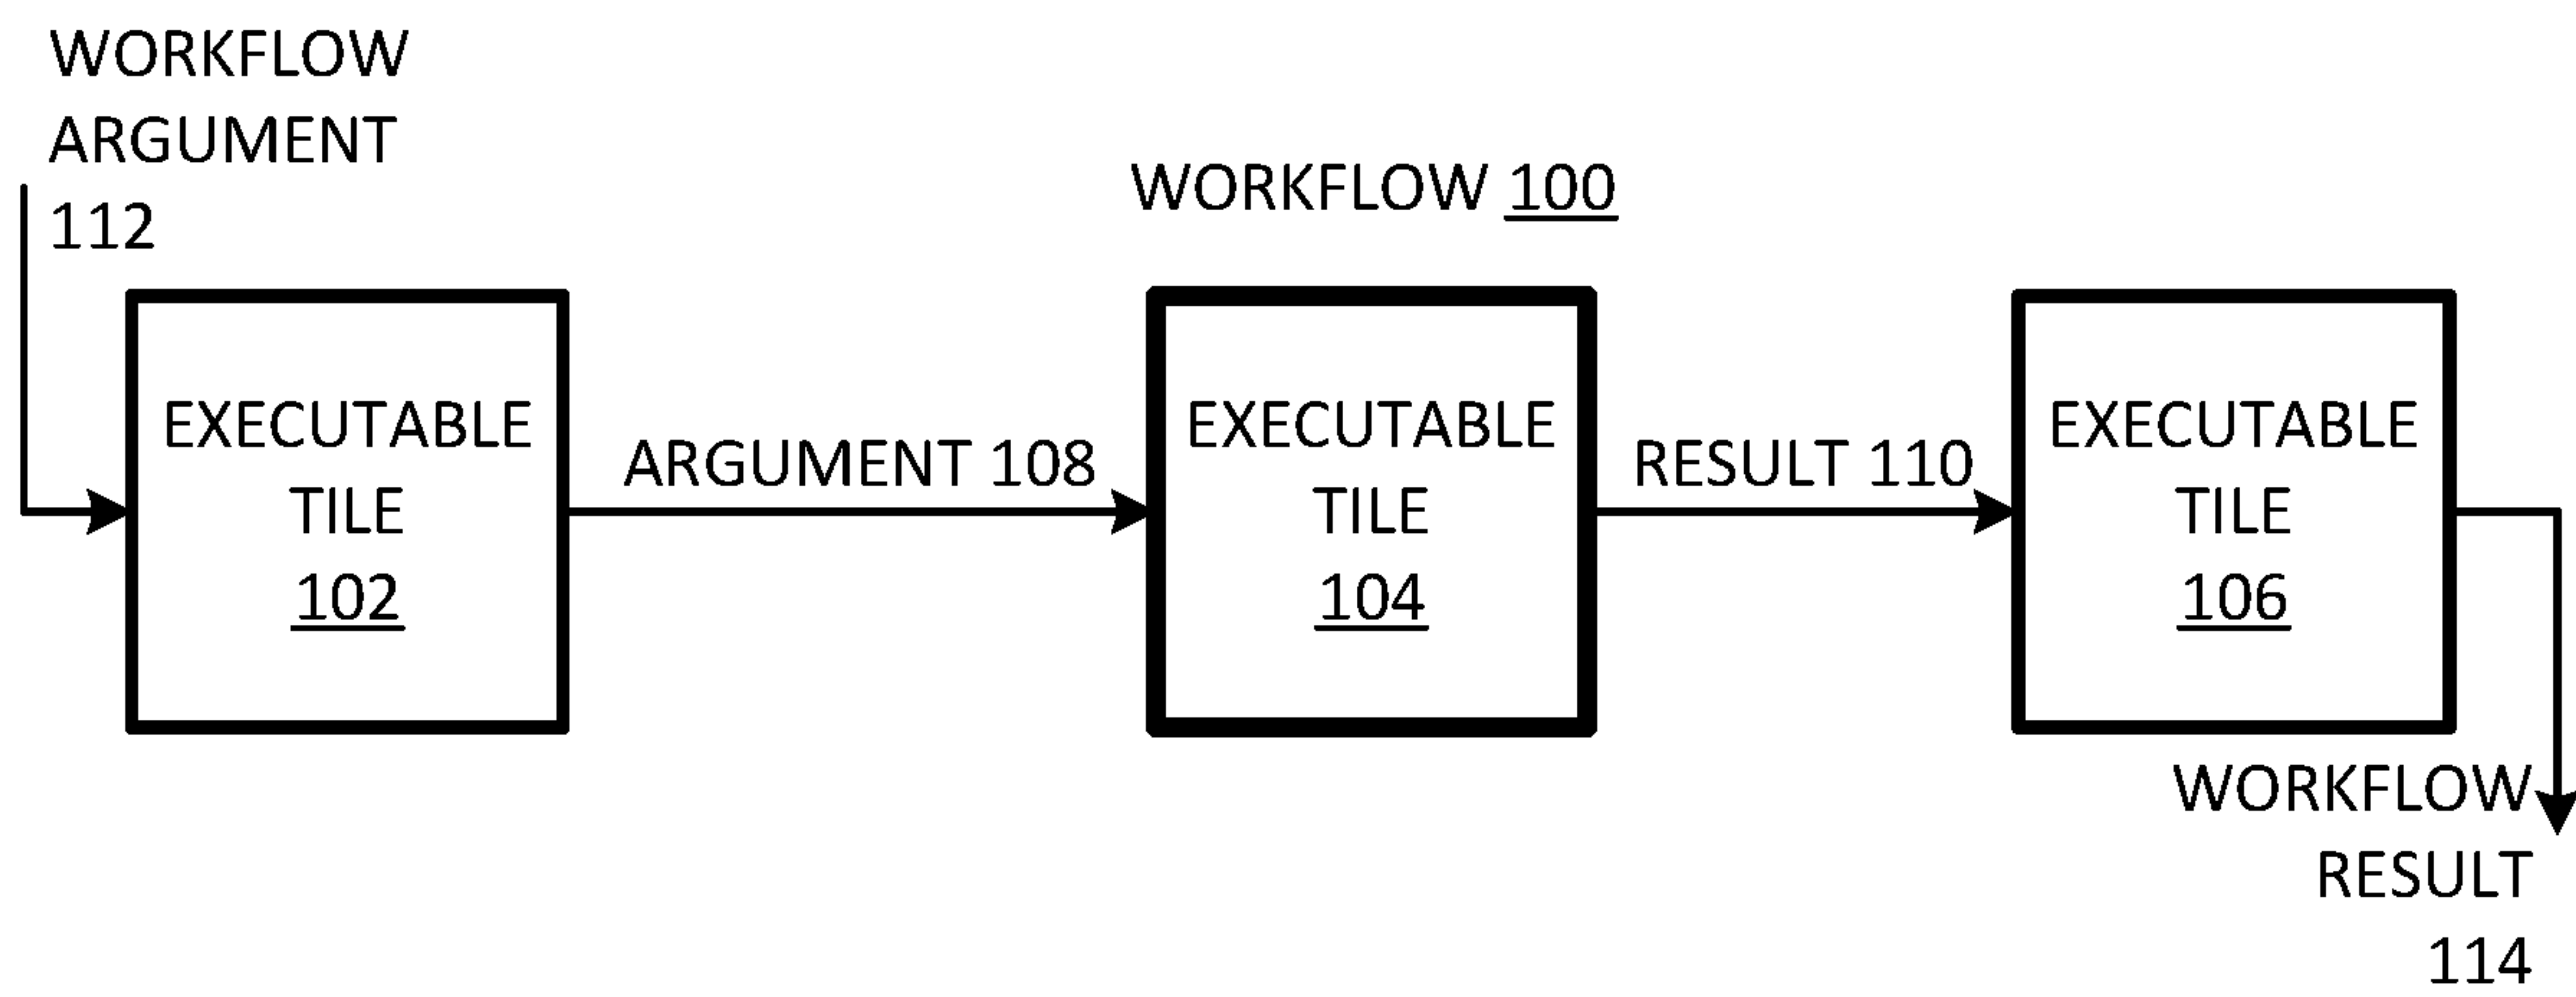 WORKFLOW
ARGUMENT
112
WORKFLOW 100
EXECUTABLE
TILE
102
ARGUMENT 108
EXECUTABLE
TILE
104
RESULT 110
EXECUTABLE
TILE
106
WORKFLOW
RESULT
114